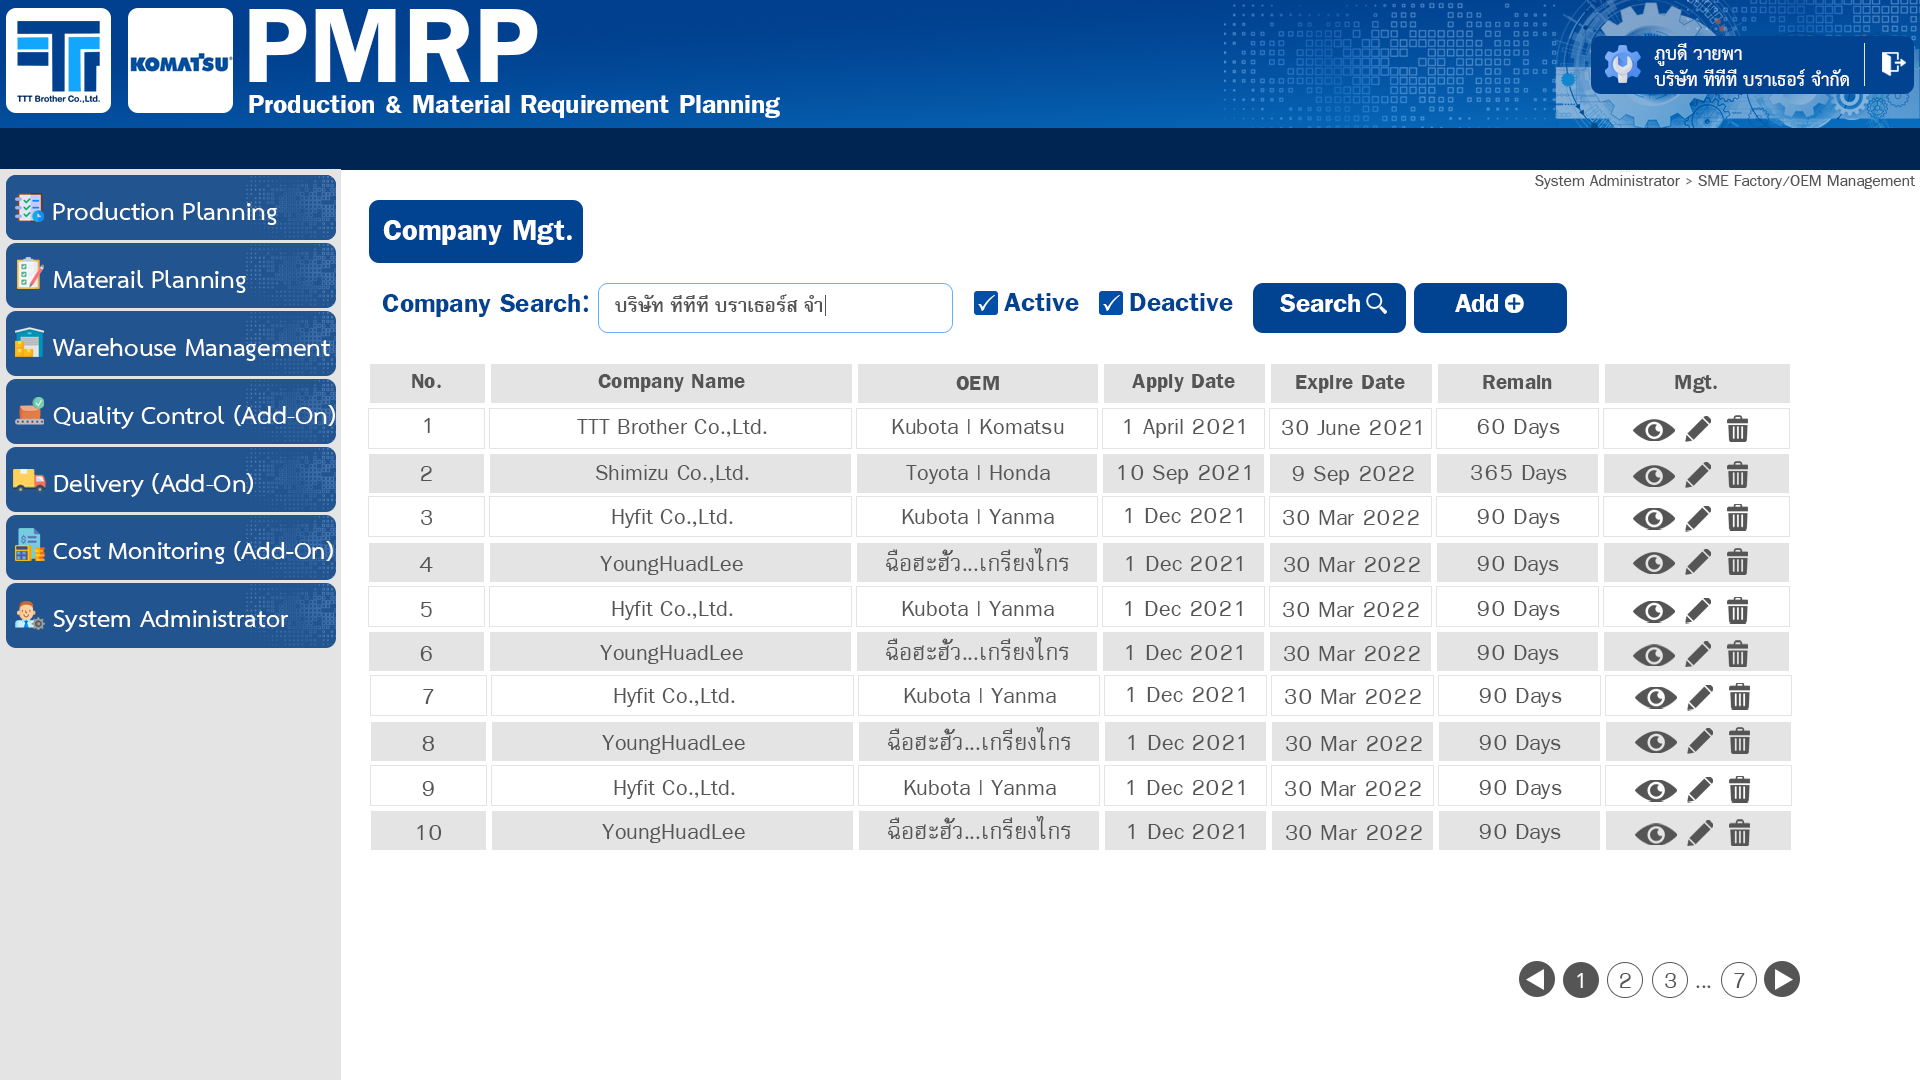 TTT Brother Co.,Ltd.
KOMATSU
PMRP
Production & Material Requirement Planning
ภูบดี วายพา
บริษัท ทีทีที บราเธอร์ จำกัด
System Administrator > SME Factory/OEM Management
Production Planning
Materail Planning
Warehouse Management
Quality Control (Add-On)
Delivery (Add-On)
Cost Monitoring (Add-On)
System Administrator
Company Mgt.
Company Search: บริษัท ทีทีที บราเธอร์ส จำ Active Deactive Search Add
No. Company Name OEM Apply Date Expire Date Remain Mgt.
1 TTT Brother Co.,Ltd. Kubota | Komatsu 1 April 2021 30 June 2021 60 Days
2 Shimizu Co.,Ltd. Toyota | Honda 10 Sep 2021 9 Sep 2022 365 Days
3 Hyfit Co.,Ltd. Kubota | Yanma 1 Dec 2021 30 Mar 2022 90 Days
4 YoungHuadLee ฉือฮะฮัว...เกรียงไกร 1 Dec 2021 30 Mar 2022 90 Days
5 Hyfit Co.,Ltd. Kubota | Yanma 1 Dec 2021 30 Mar 2022 90 Days
6 YoungHuadLee ฉือฮะฮัว...เกรียงไกร 1 Dec 2021 30 Mar 2022 90 Days
7 Hyfit Co.,Ltd. Kubota | Yanma 1 Dec 2021 30 Mar 2022 90 Days
8 YoungHuadLee ฉือฮะฮัว...เกรียงไกร 1 Dec 2021 30 Mar 2022 90 Days
9 Hyfit Co.,Ltd. Kubota | Yanma 1 Dec 2021 30 Mar 2022 90 Days
10 YoungHuadLee ฉือฮะฮัว...เกรียงไกร 1 Dec 2021 30 Mar 2022 90 Days
1 2 3 ... 7